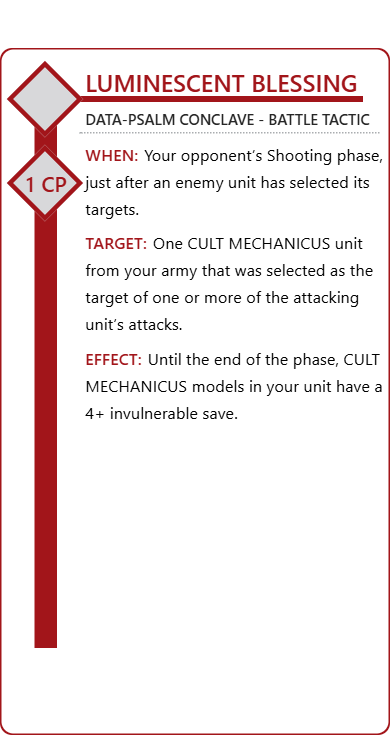 LUMINESCENT BLESSING
DATA-PSALM CONCLAVE - BATTLE TACTIC
1 CP
WHEN: Your opponent’s Shooting phase,
just after an enemy unit has selected its
targets.
TARGET: One CULT MECHANICUS unit
from your army that was selected as the
target of one or more of the attacking
unit’s attacks.
EFFECT: Until the end of the phase, CULT
MECHANICUS models in your unit have a
4+ invulnerable save.